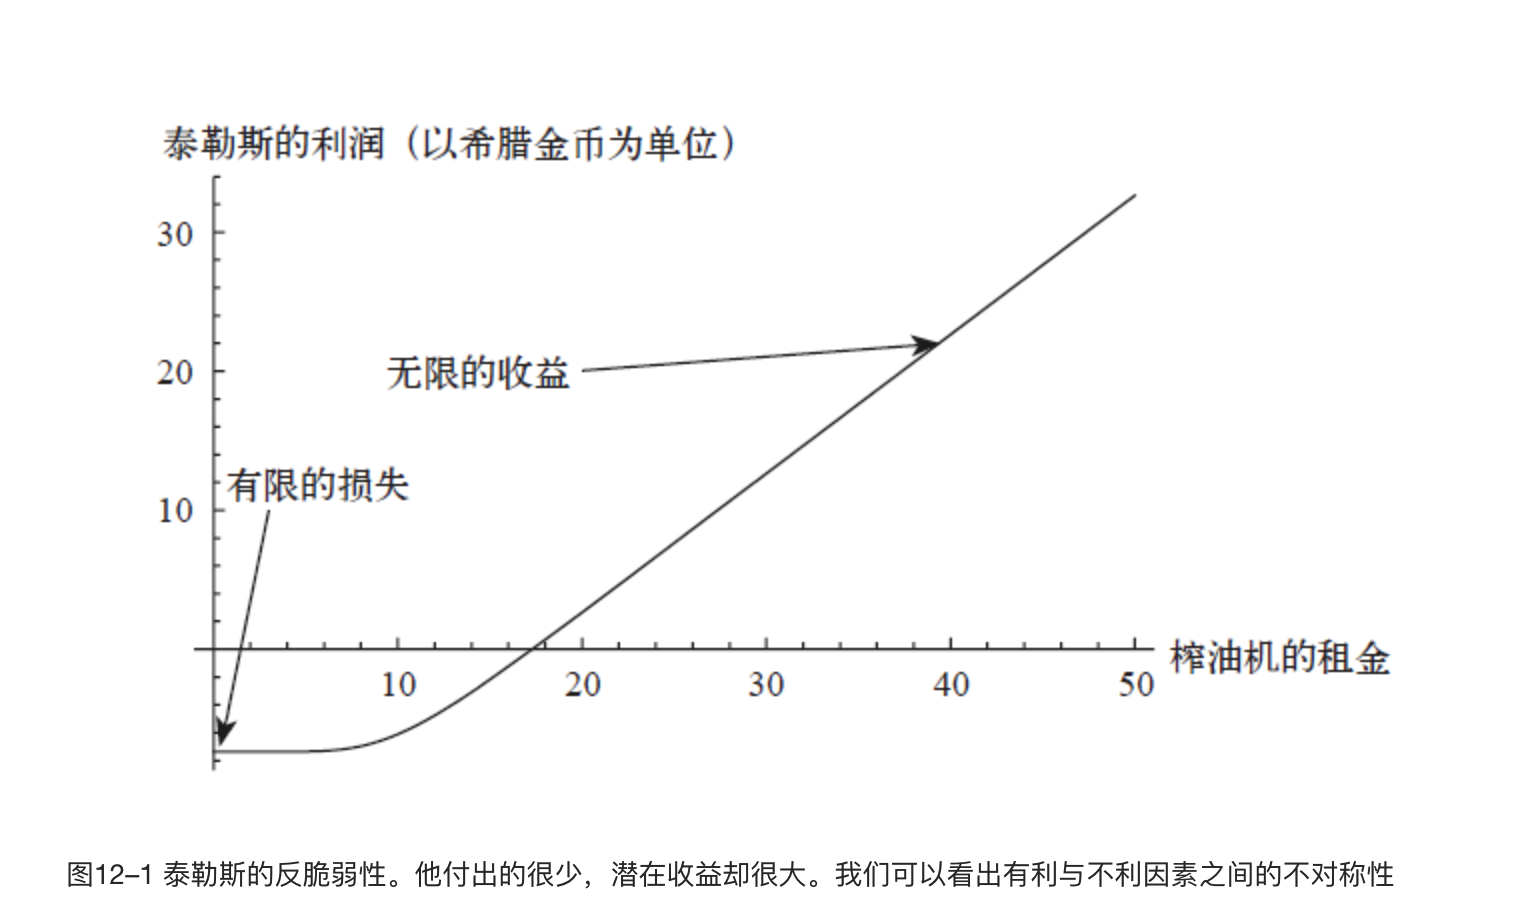 泰勒斯的利润（以希腊金币为单位）
30
无限的收益
20
有限的损失
10
榨油机的租金
10 20 30 40 50
图12–1 泰勒斯的反脆弱性。他付出的很少，潜在收益却很大。我们可以看出有利与不利因素之间的不对称性